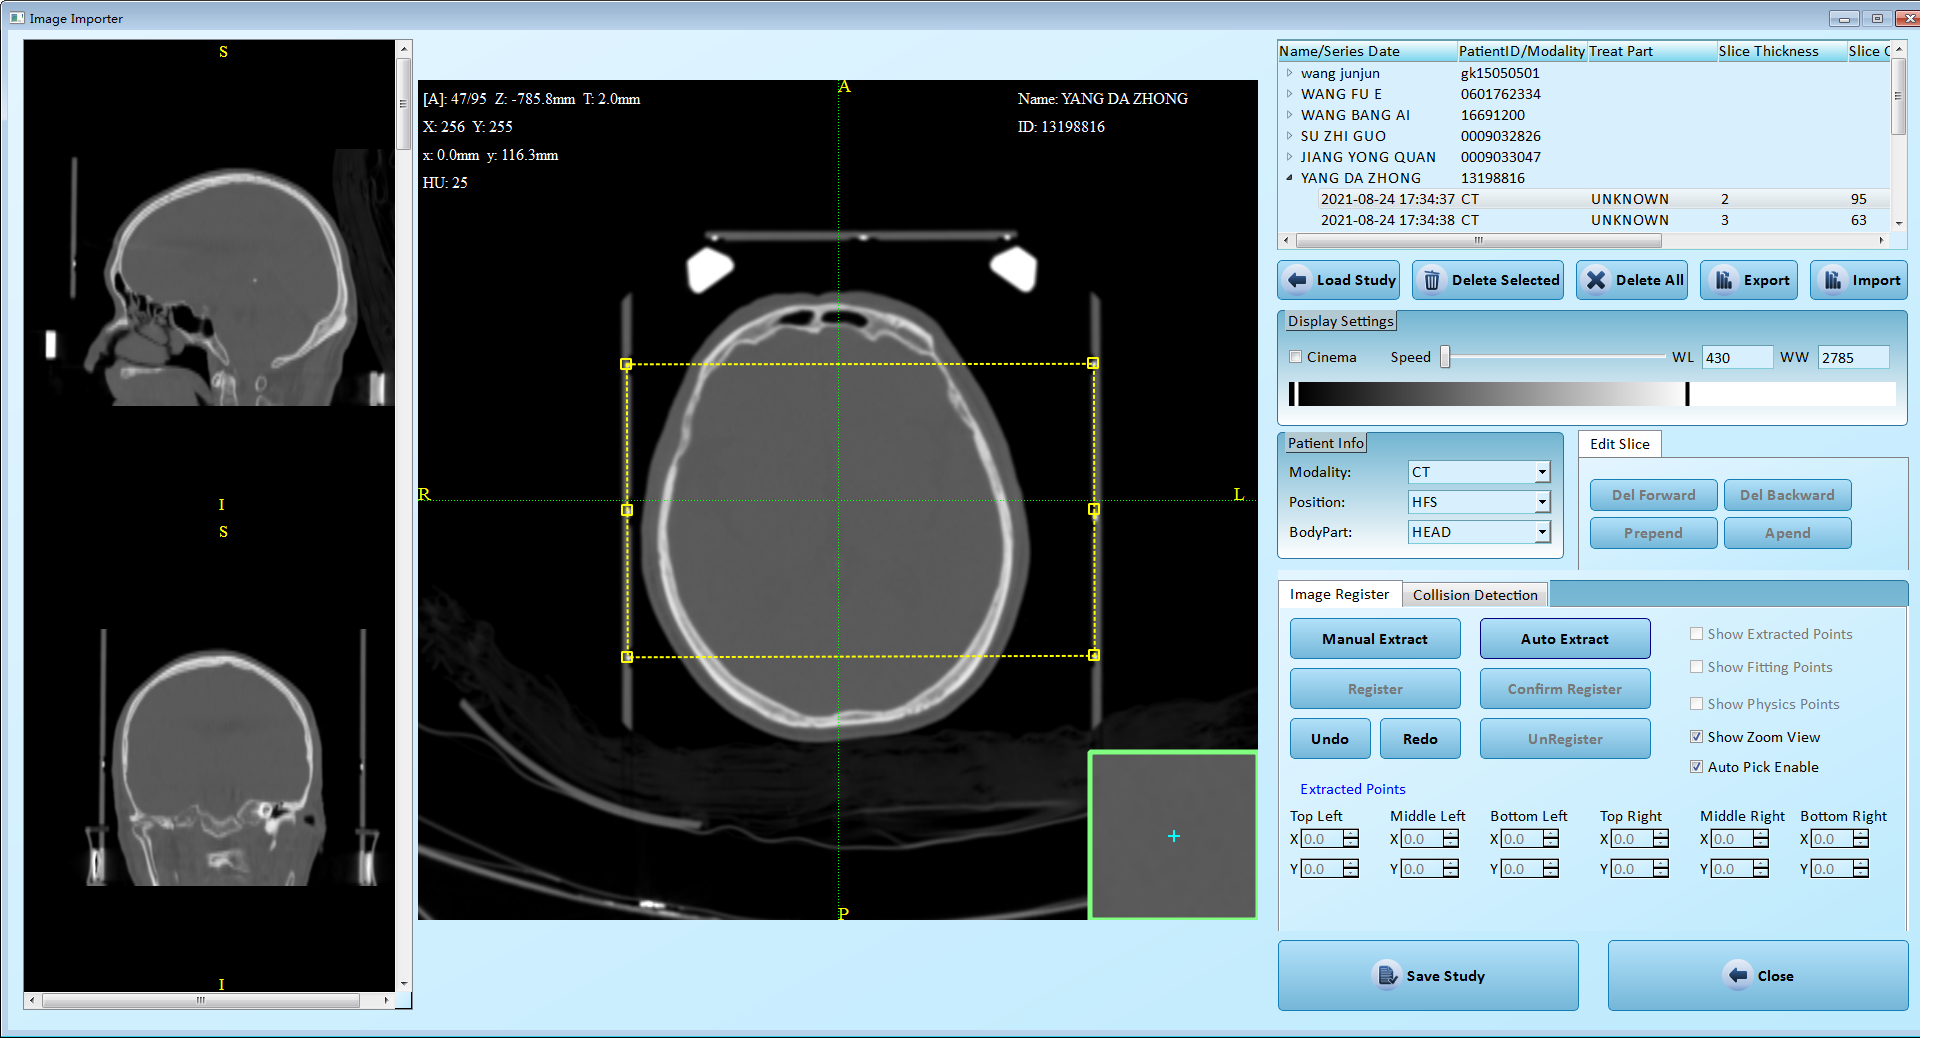 Image Importer
S
I
S
I
[A]: 47/95 Z: -785.8mm T: 2.0mm
X: 256 Y: 255
x: 0.0mm y: 116.3mm
HU: 25
A
Name: YANG DA ZHONG
ID: 13198816
R
L
P
Name/Series Date PatientID/Modality Treat Part Slice Thickness Slice C
wang junjun gk15050501
WANG FU E 0601762334
WANG BANG AI 16691200
SU ZHI GUO 0009032826
JIANG YONG QUAN 0009033047
YANG DA ZHONG 13198816
2021-08-24 17:34:37 CT UNKNOWN 2 95
2021-08-24 17:34:38 CT UNKNOWN 3 63
Load Study Delete Selected Delete All Export Import
Display Settings
Cinema Speed WL 430 WW 2785
Patient Info
Modality: CT
Position: HFS
BodyPart: HEAD
Edit Slice
Del Forward Del Backward
Prepend Apend
Image Register Collision Detection
Manual Extract Auto Extract
Register Confirm Register
Undo Redo UnRegister
Show Extracted Points
Show Fitting Points
Show Physics Points
Show Zoom View
Auto Pick Enable
Extracted Points
Top Left Middle Left Bottom Left Top Right Middle Right Bottom Right
X 0.0 X 0.0 X 0.0 X 0.0 X 0.0 X 0.0
Y 0.0 Y 0.0 Y 0.0 Y 0.0 Y 0.0 Y 0.0
Save Study Close